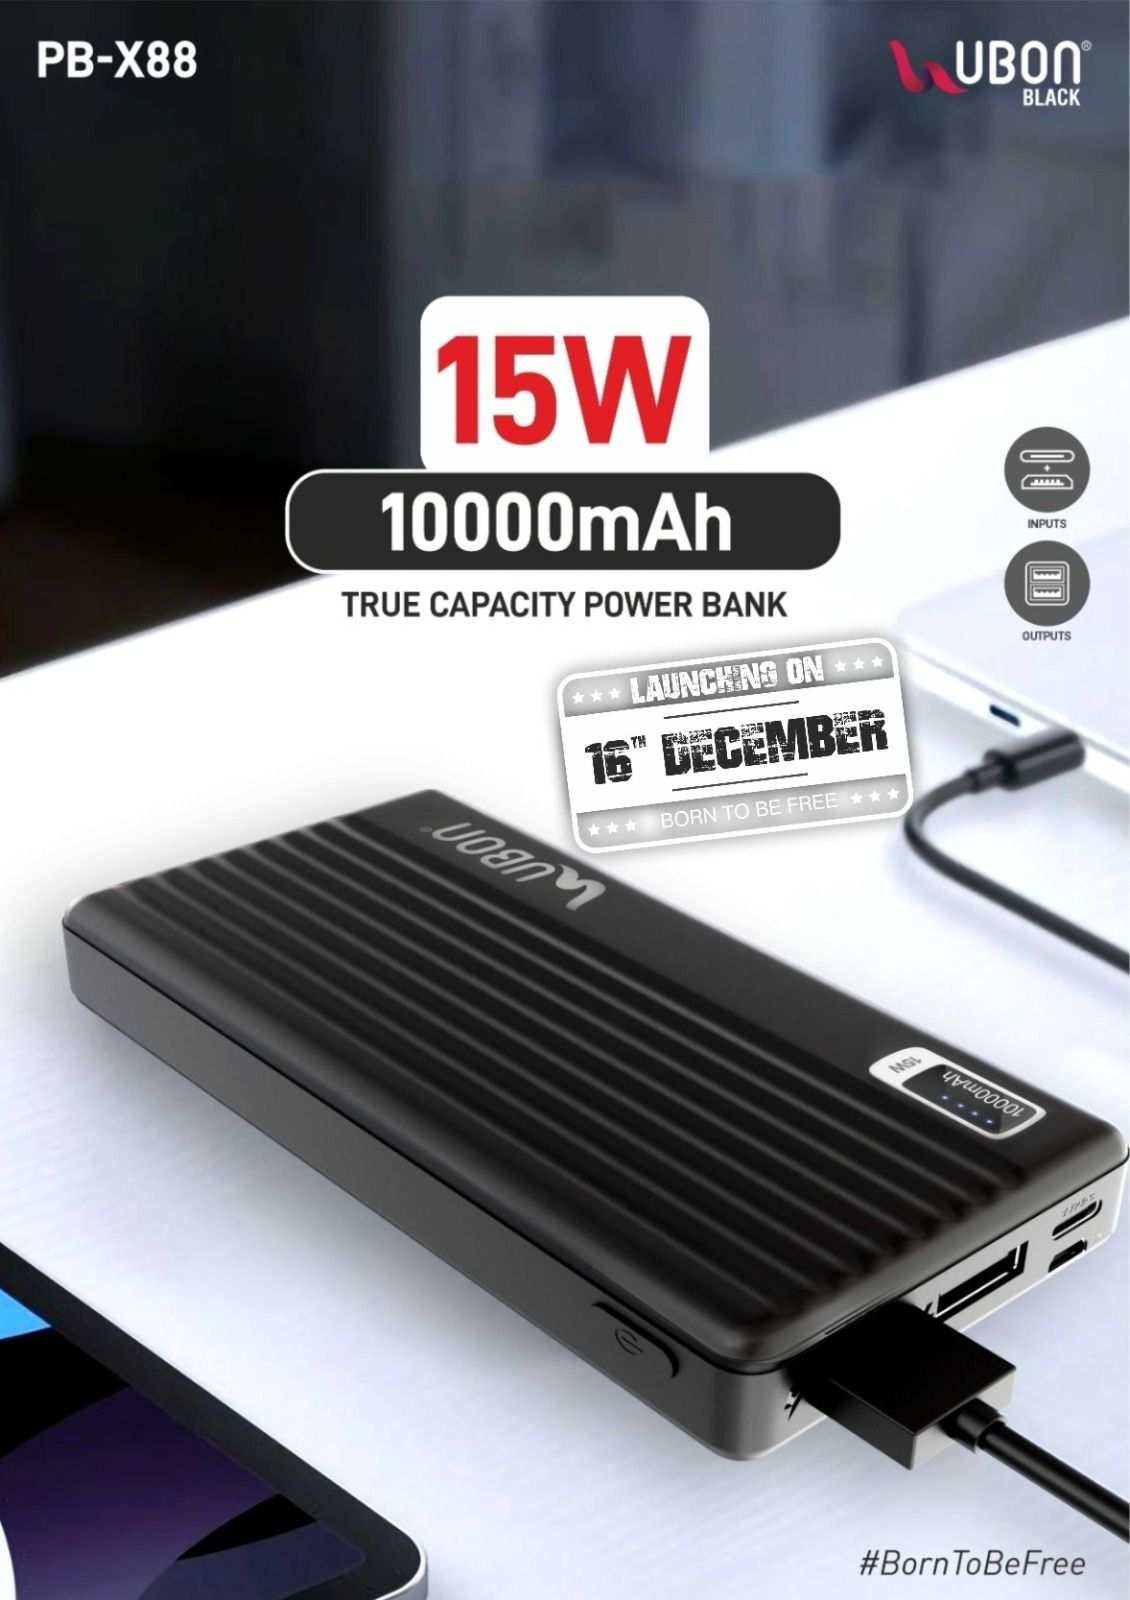 PB-X88
UBON®
BLACK
15W
10000mAh
TRUE CAPACITY POWER BANK
INPUTS
OUTPUTS
LAUNCHING ON
16TH DECEMBER
BORN TO BE FREE
UBON®
15W
10000mAh
#BornToBeFree